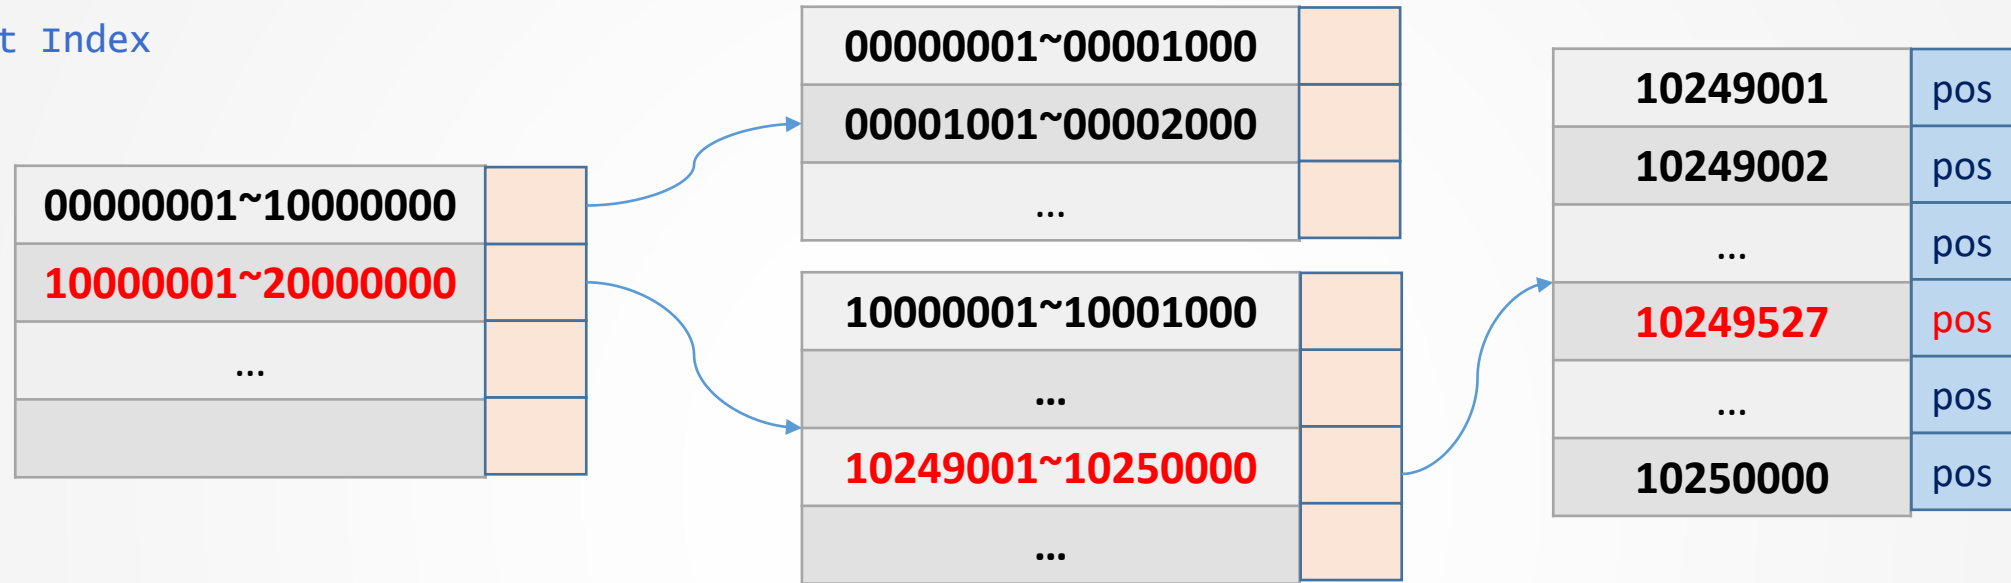 t Index
00000001~10000000
10000001~20000000
...
00000001~00001000
00001001~00002000
...
10000001~10001000
...
10249001~10250000
...
10249001 pos
10249002 pos
... pos
10249527 pos
... pos
10250000 pos